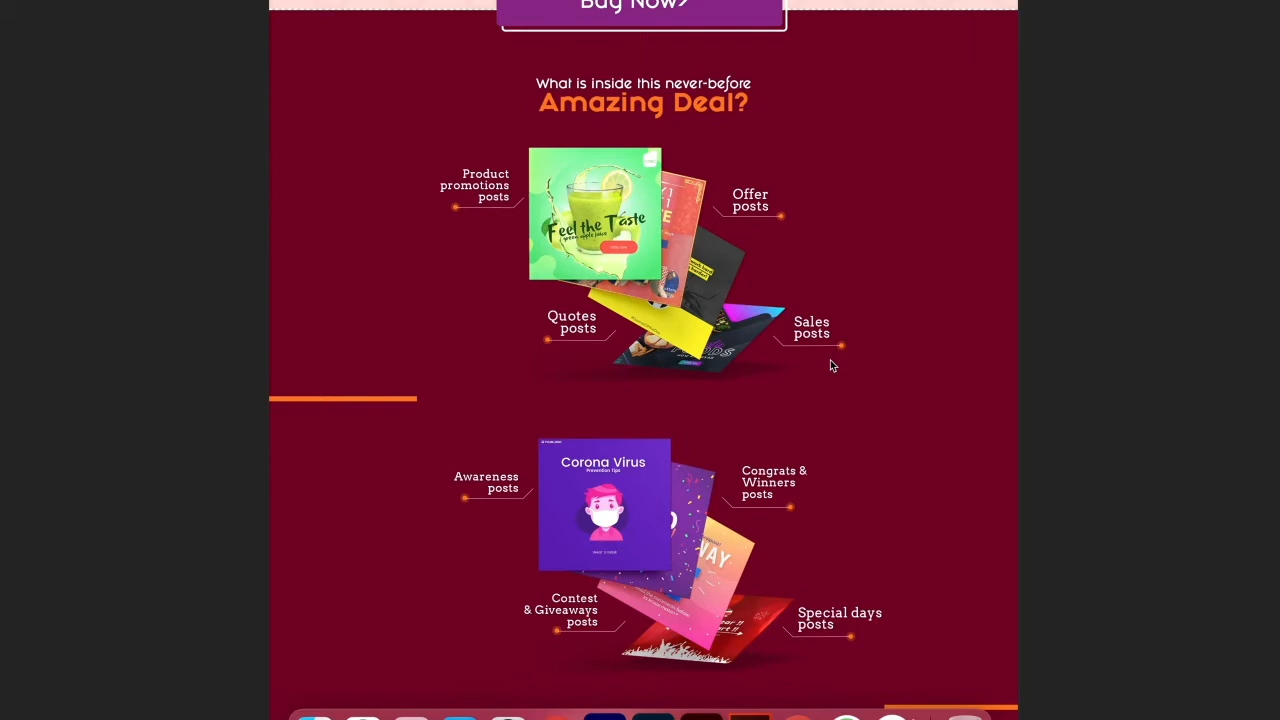 Buy Now>
What is inside this never-before
Amazing Deal?
Product
promotions
posts
Offer
posts
Feel the Taste
Quotes
posts
Sales
posts
Corona Virus
Prevention Tips
Awareness
posts
Congrats &
Winners
posts
WAY
Contest
& Giveaways
posts
Special days
posts